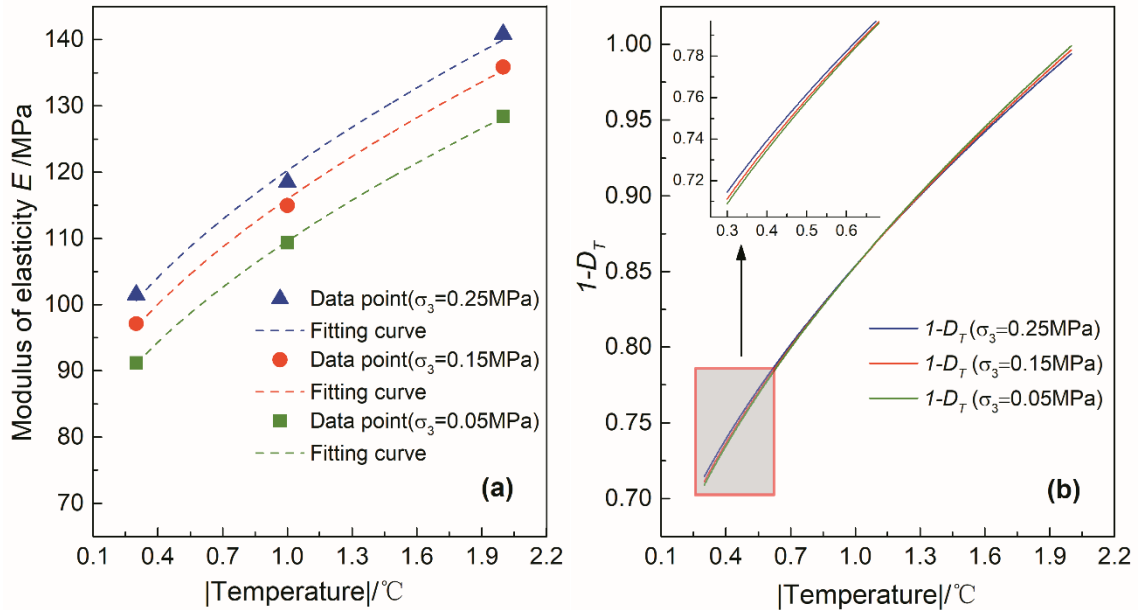 Modulus of elasticity E /MPa
140
130
120
110
100
90
80
70
Data point(σ3=0.25MPa)
Fitting curve
Data point(σ3=0.15MPa)
Fitting curve
Data point(σ3=0.05MPa)
Fitting curve
(a)
0.1 0.4 0.7 1.0 1.3 1.6 1.9 2.2
|Temperature|/℃
1-DT
1.00
0.95
0.90
0.85
0.80
0.75
0.70
0.78
0.76
0.74
0.72
0.3 0.4 0.5 0.6
1-DT (σ3=0.25MPa)
1-DT (σ3=0.15MPa)
1-DT (σ3=0.05MPa)
(b)
0.1 0.4 0.7 1.0 1.3 1.6 1.9 2.2
|Temperature|/℃